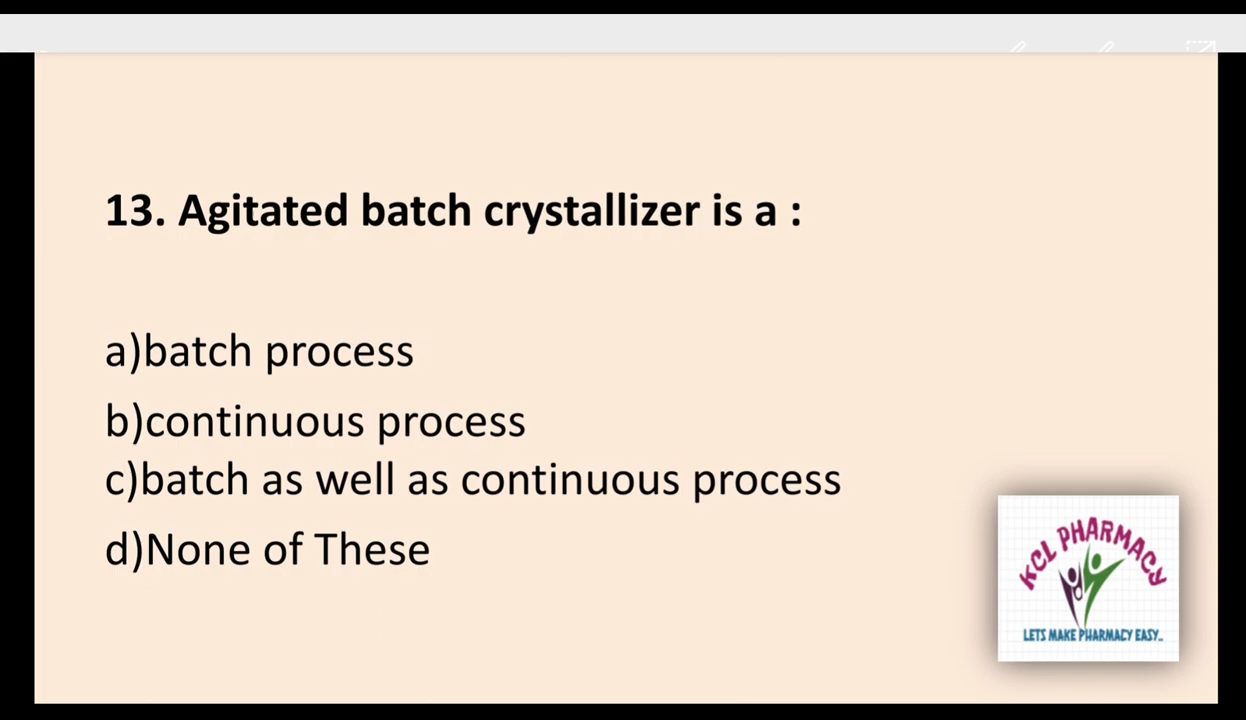 13. Agitated batch crystallizer is a :
a)batch process
b)continuous process
c)batch as well as continuous process
d)None of These
KCL PHARMACY
LETS MAKE PHARMACY EASY..